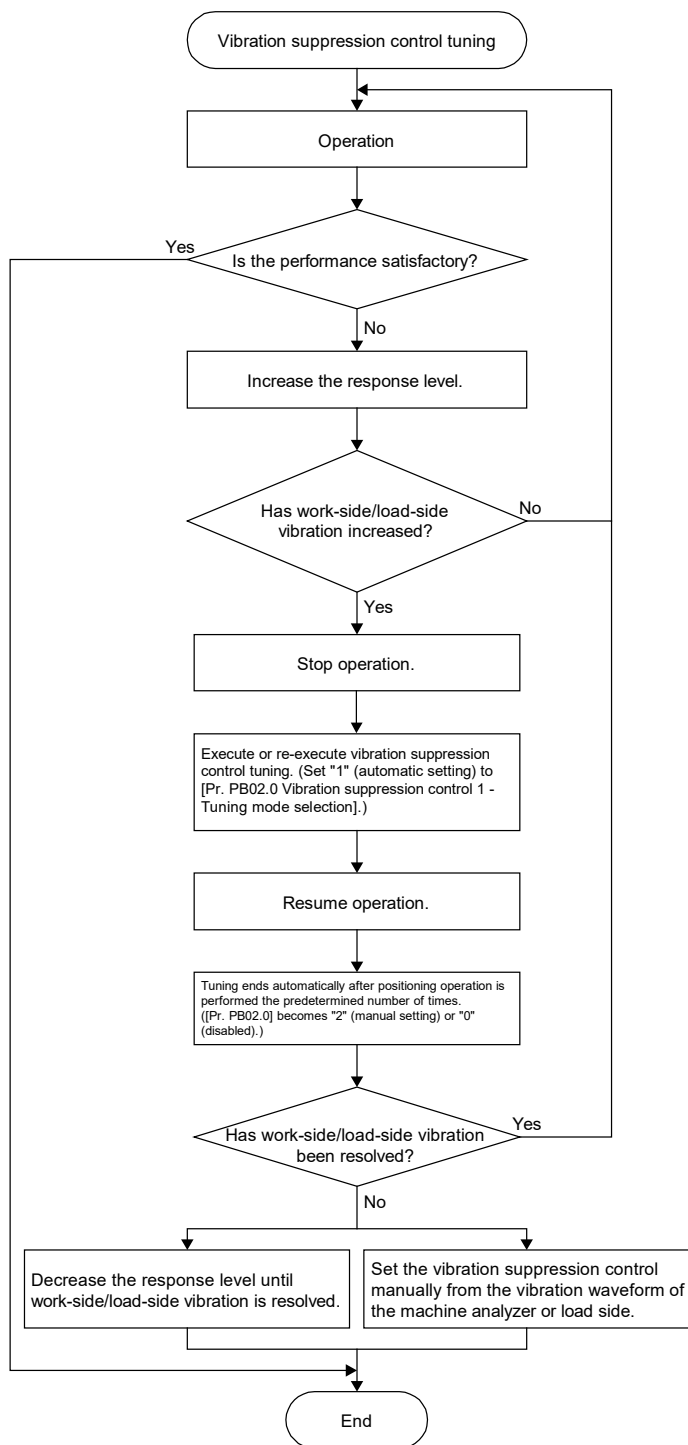 Vibration suppression control tuning
Operation
Yes
Is the performance satisfactory?
No
Increase the response level.
Has work-side/load-side
vibration increased?
No
Yes
Stop operation.
Execute or re-execute vibration suppression
control tuning. (Set "1" (automatic setting) to
[Pr. PB02.0 Vibration suppression control 1 -
Tuning mode selection].)
Resume operation.
Tuning ends automatically after positioning operation is
performed the predetermined number of times.
([Pr. PB02.0] becomes "2" (manual setting) or "0"
(disabled).)
Has work-side/load-side vibration
been resolved?
Yes
No
Decrease the response level until
work-side/load-side vibration is resolved.
Set the vibration suppression control
manually from the vibration waveform of
the machine analyzer or load side.
End